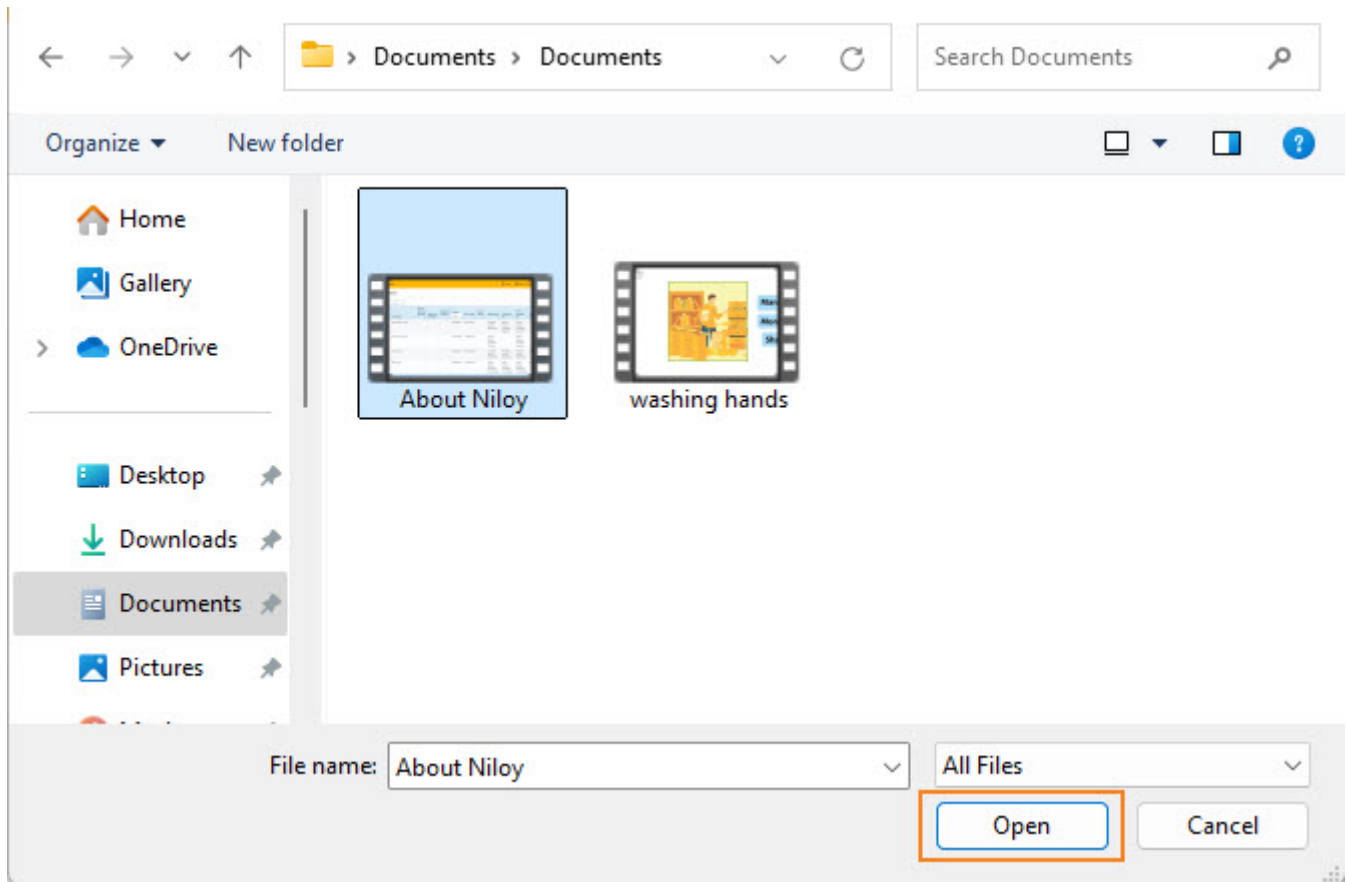 Documents > Documents
Search Documents
Organize
New folder
Home
Gallery
OneDrive
Desktop
Downloads
Documents
Pictures
About Niloy
washing hands
File name: About Niloy
All Files
Open
Cancel